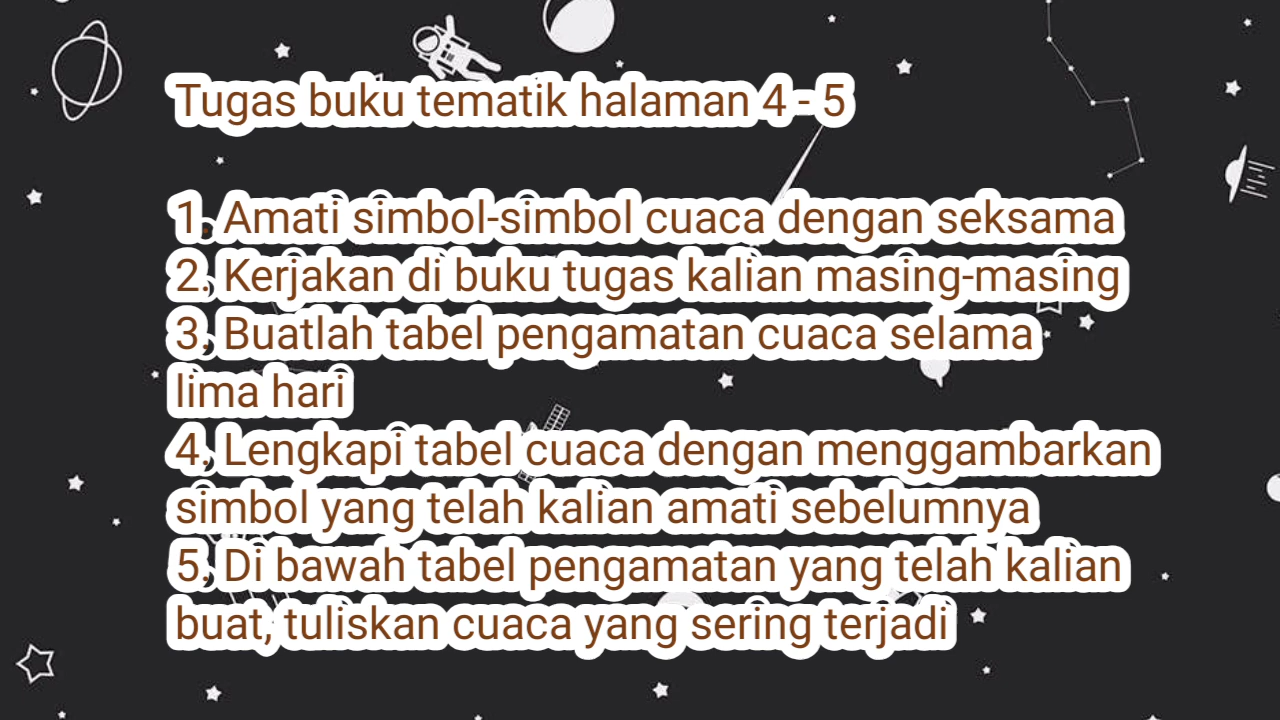 Tugas buku tematik halaman 4 - 5
1. Amati simbol-simbol cuaca dengan seksama
2. Kerjakan di buku tugas kalian masing-masing
3. Buatlah tabel pengamatan cuaca selama
lima hari
4. Lengkapi tabel cuaca dengan menggambarkan
simbol yang telah kalian amati sebelumnya
5. Di bawah tabel pengamatan yang telah kalian
buat, tuliskan cuaca yang sering terjadi